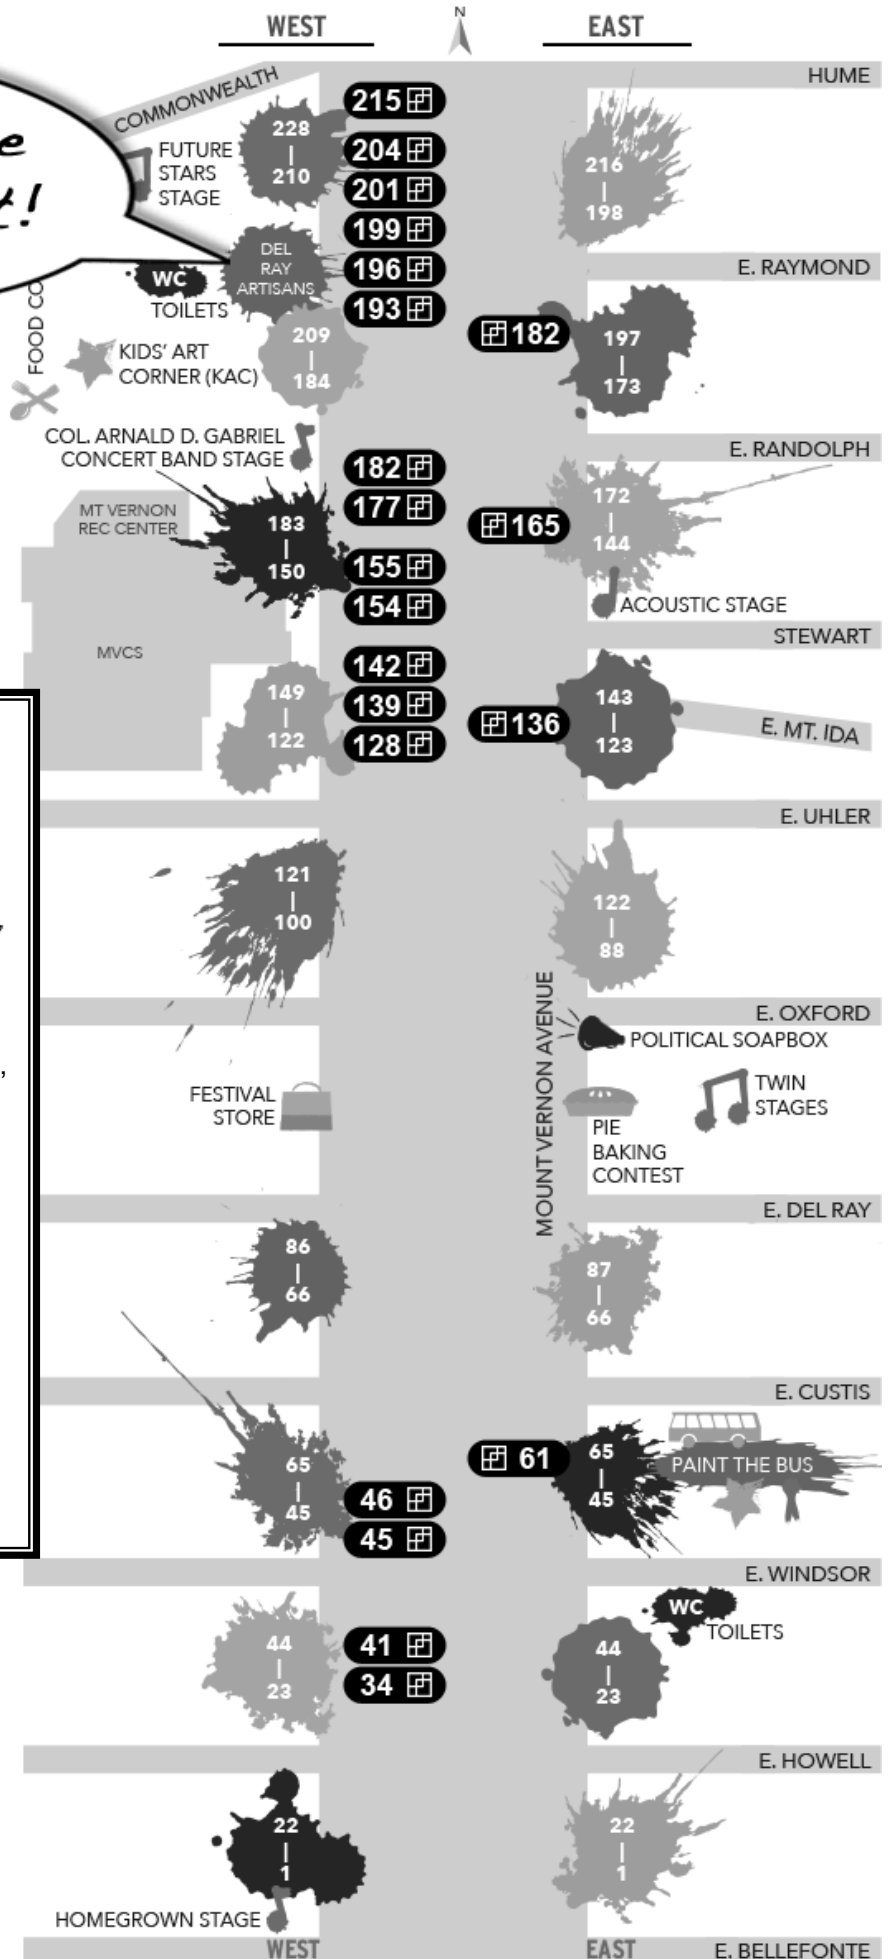 WEST
N
EAST
HUME
COMMONWEALTH
FUTURE
STARS
STAGE
228
|
210
215
204
201
199
196
193
216
|
198
E. RAYMOND
DEL
RAY
ARTISANS
WC
TOILETS
KIDS' ART
CORNER (KAC)
209
|
184
182
197
|
173
COL. ARNALD D. GABRIEL
CONCERT BAND STAGE
E. RANDOLPH
MT VERNON
REC CENTER
183
|
150
182
177
155
154
165
172
|
144
ACOUSTIC STAGE
STEWART
MVCS
149
|
122
142
139
128
136
143
|
123
E. MT. IDA
E. UHLER
121
|
100
122
|
88
E. OXFORD
MOUNT VERNON AVENUE
POLITICAL SOAPBOX
FESTIVAL
STORE
PIE
BAKING
CONTEST
TWIN
STAGES
E. DEL RAY
86
|
66
87
|
66
E. CUSTIS
65
|
45
46
45
61
65
|
45
PAINT THE BUS
E. WINDSOR
WC
TOILETS
44
|
23
41
34
44
|
23
E. HOWELL
22
|
1
22
|
1
HOMEGROWN STAGE
WEST
EAST
E. BELLEFONTE